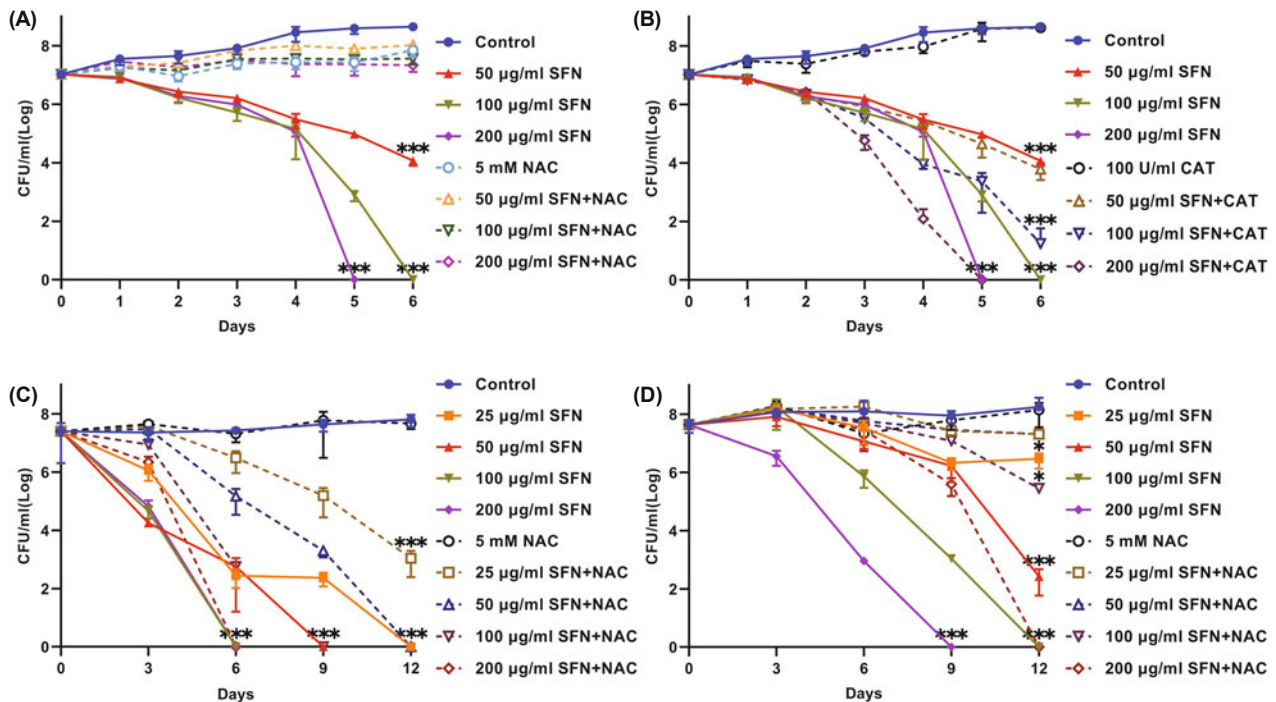 (A)
CFU/ml(Log)
8
6
4
2
0
0 1 2 3 4 5 6
Days
***
*** ***
Control
50 µg/ml SFN
100 µg/ml SFN
200 µg/ml SFN
5 mM NAC
50 µg/ml SFN+NAC
100 µg/ml SFN+NAC
200 µg/ml SFN+NAC
(B)
CFU/ml(Log)
8
6
4
2
0
0 1 2 3 4 5 6
Days
***
***
*** ***
Control
50 µg/ml SFN
100 µg/ml SFN
200 µg/ml SFN
100 U/ml CAT
50 µg/ml SFN+CAT
100 µg/ml SFN+CAT
200 µg/ml SFN+CAT
(C)
CFU/ml(Log)
8
6
4
2
0
0 3 6 9 12
Days
***
*** *** ***
Control
25 µg/ml SFN
50 µg/ml SFN
100 µg/ml SFN
200 µg/ml SFN
5 mM NAC
25 µg/ml SFN+NAC
50 µg/ml SFN+NAC
100 µg/ml SFN+NAC
200 µg/ml SFN+NAC
(D)
CFU/ml(Log)
8
6
4
2
0
0 3 6 9 12
Days
*
*
***
*** ***
Control
25 µg/ml SFN
50 µg/ml SFN
100 µg/ml SFN
200 µg/ml SFN
5 mM NAC
25 µg/ml SFN+NAC
50 µg/ml SFN+NAC
100 µg/ml SFN+NAC
200 µg/ml SFN+NAC